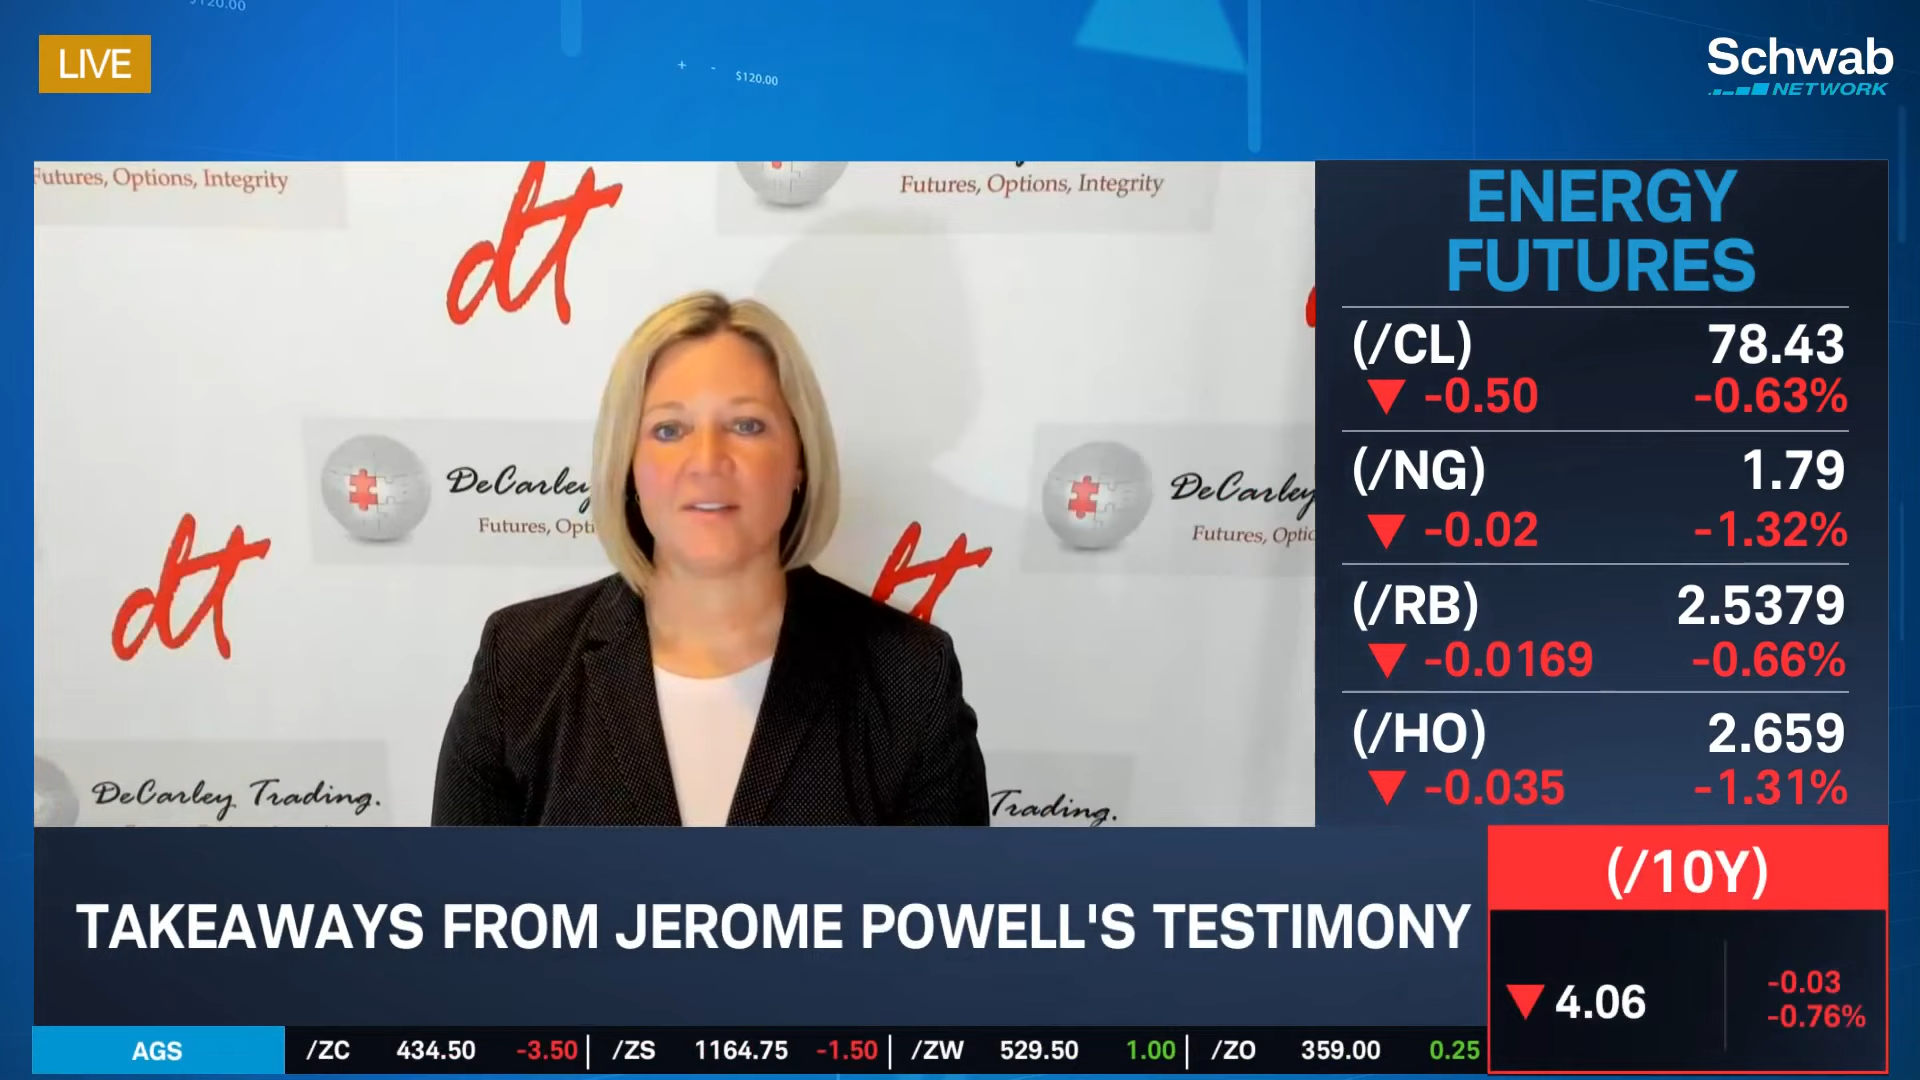 $120.00
LIVE
+ - $120.00
Schwab
NETWORK
Futures, Options, Integrity
Futures, Options, Integrity
dt
DeCarley
Futures, Opti
DeCarley
Futures, Optio
dt
dt
DeCarley Trading.
Trading.
ENERGY
FUTURES
(/CL) 78.43
▼ -0.50 -0.63%
(/NG) 1.79
▼ -0.02 -1.32%
(/RB) 2.5379
▼ -0.0169 -0.66%
(/HO) 2.659
▼ -0.035 -1.31%
TAKEAWAYS FROM JEROME POWELL'S TESTIMONY
(/10Y)
▼ 4.06 -0.03
-0.76%
AGS /ZC 434.50 -3.50 | /ZS 1164.75 -1.50 | /ZW 529.50 1.00 | /ZO 359.00 0.25